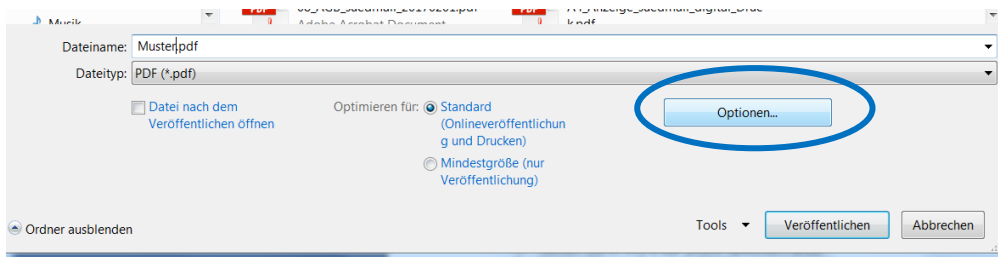 Musik
Adobe Acrobat Document
k.pdf
Dateiname: Muster.pdf
Dateityp: PDF (*.pdf)
Datei nach dem
Veröffentlichen öffnen
Optimieren für: Standard
(Onlineveröffentlichun
g und Drucken)
Mindestgröße (nur
Veröffentlichung)
Optionen...
Ordner ausblenden
Tools Veröffentlichen Abbrechen